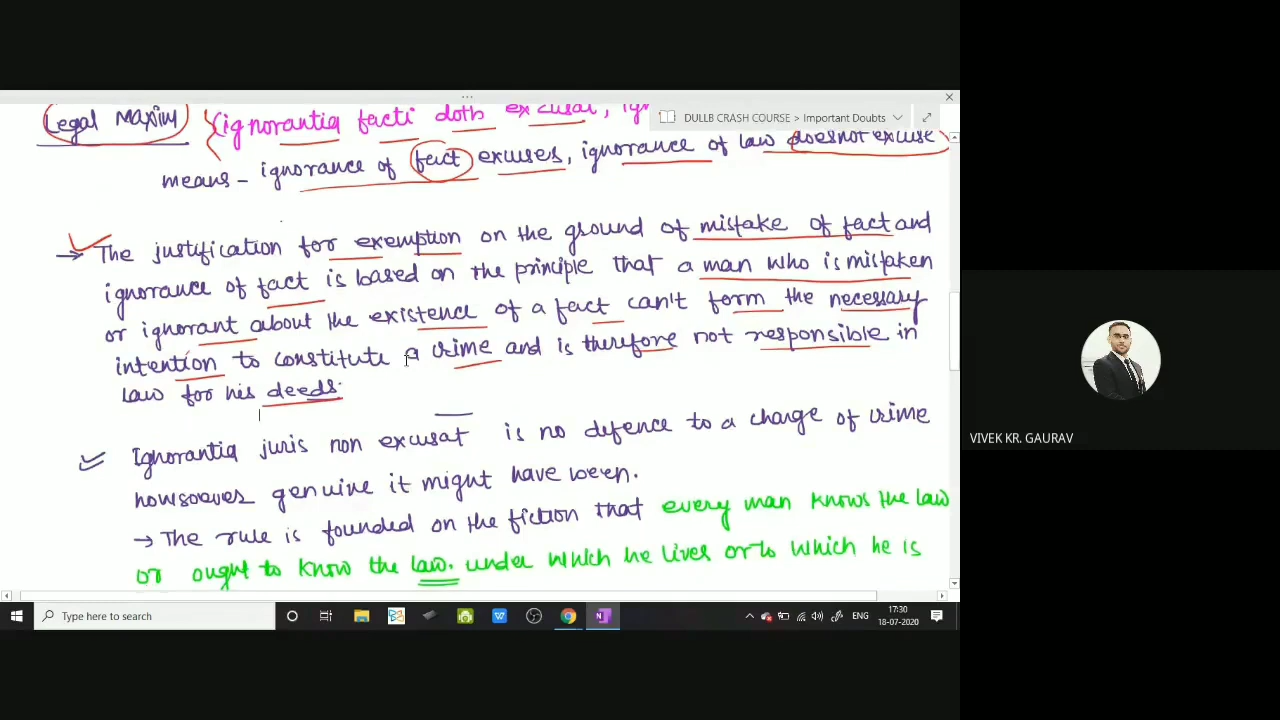 Legal Maxim (ignorantia facti doth excusat,
DULLB CRASH COURSE > Important Doubts
means - ignorance of fact excuses, ignorance of law does not excuse
→ The justification for exemption on the ground of mistake of fact and
ignorance of fact is based on the principle that a man who is mistaken
or ignorant about the existence of a fact can't form the necessary
intention to constitute a crime and is therefore not responsible in
law for his deeds.
Ignorantia juris non excusat is no defence to a charge of crime
howsoever genuine it might have been.
→ The rule is founded on the fiction that every man knows the law
or ought to know the law. under which he lives or to which he is
VIVEK KR. GAURAV
Type here to search
ENG
17:30
18-07-2020